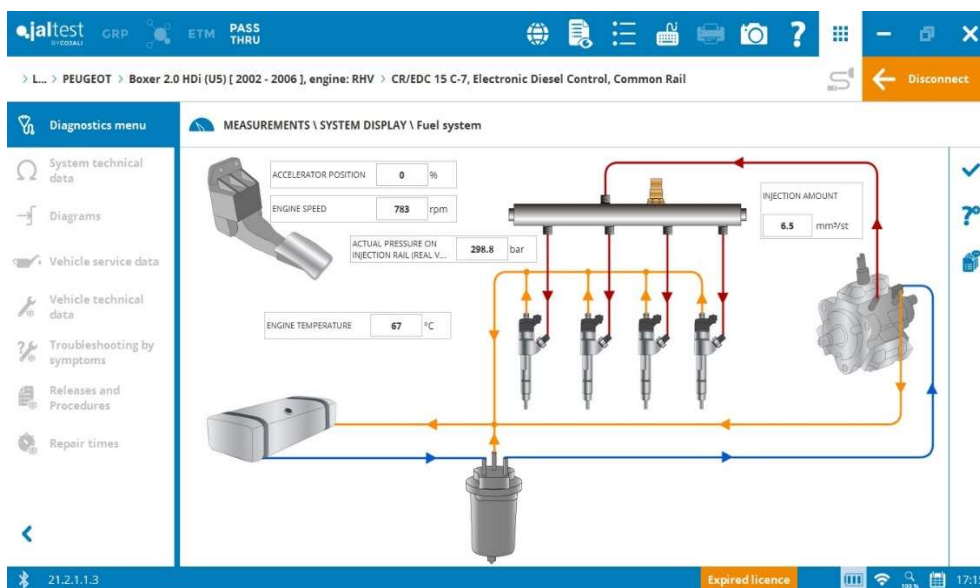 jaltest
BY COJALI
GRP
ETM
PASS
THRU
?
> L... > PEUGEOT > Boxer 2.0 HDi (U5) [ 2002 - 2006 ], engine: RHV > CR/EDC 15 C-7, Electronic Diesel Control, Common Rail
Disconnect
Diagnostics menu
MEASUREMENTS \ SYSTEM DISPLAY \ Fuel system
System technical
data
Diagrams
Vehicle service data
Vehicle technical
data
Troubleshooting by
symptoms
Releases and
Procedures
Repair times
ACCELERATOR POSITION 0 %
ENGINE SPEED 783 rpm
ACTUAL PRESSURE ON
INJECTION RAIL (REAL V... 298.8 bar
ENGINE TEMPERATURE 67 °C
INJECTION AMOUNT
6.5 mm³/st
21.2.1.1.3
Expired licence
100 %